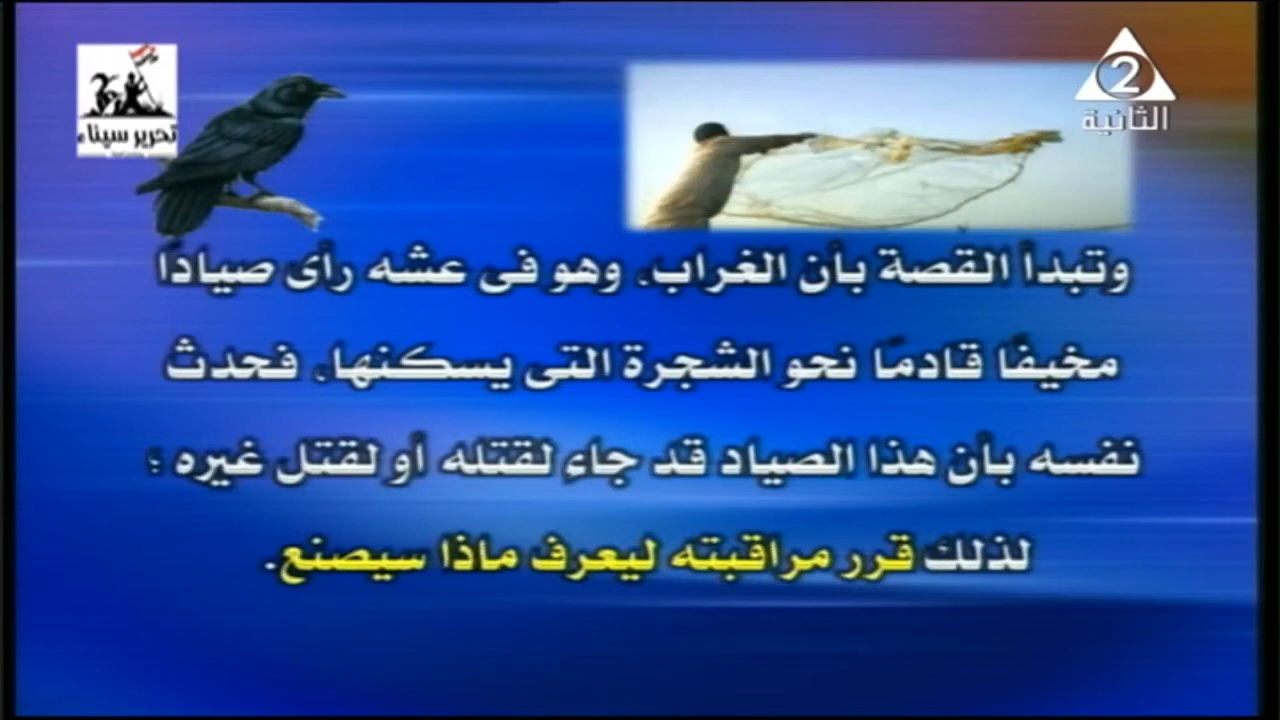 تحرير سيناء
2
الثانية
وتبدأ القصة بأن الغراب، وهو فى عشه رأى صيادًا
مخيفًا قادمًا نحو الشجرة التى يسكنها، فحدث
نفسه بأن هذا الصياد قد جاء لقتله أو لقتل غيره ؛
لذلك قرر مراقبته ليعرف ماذا سيصنع.